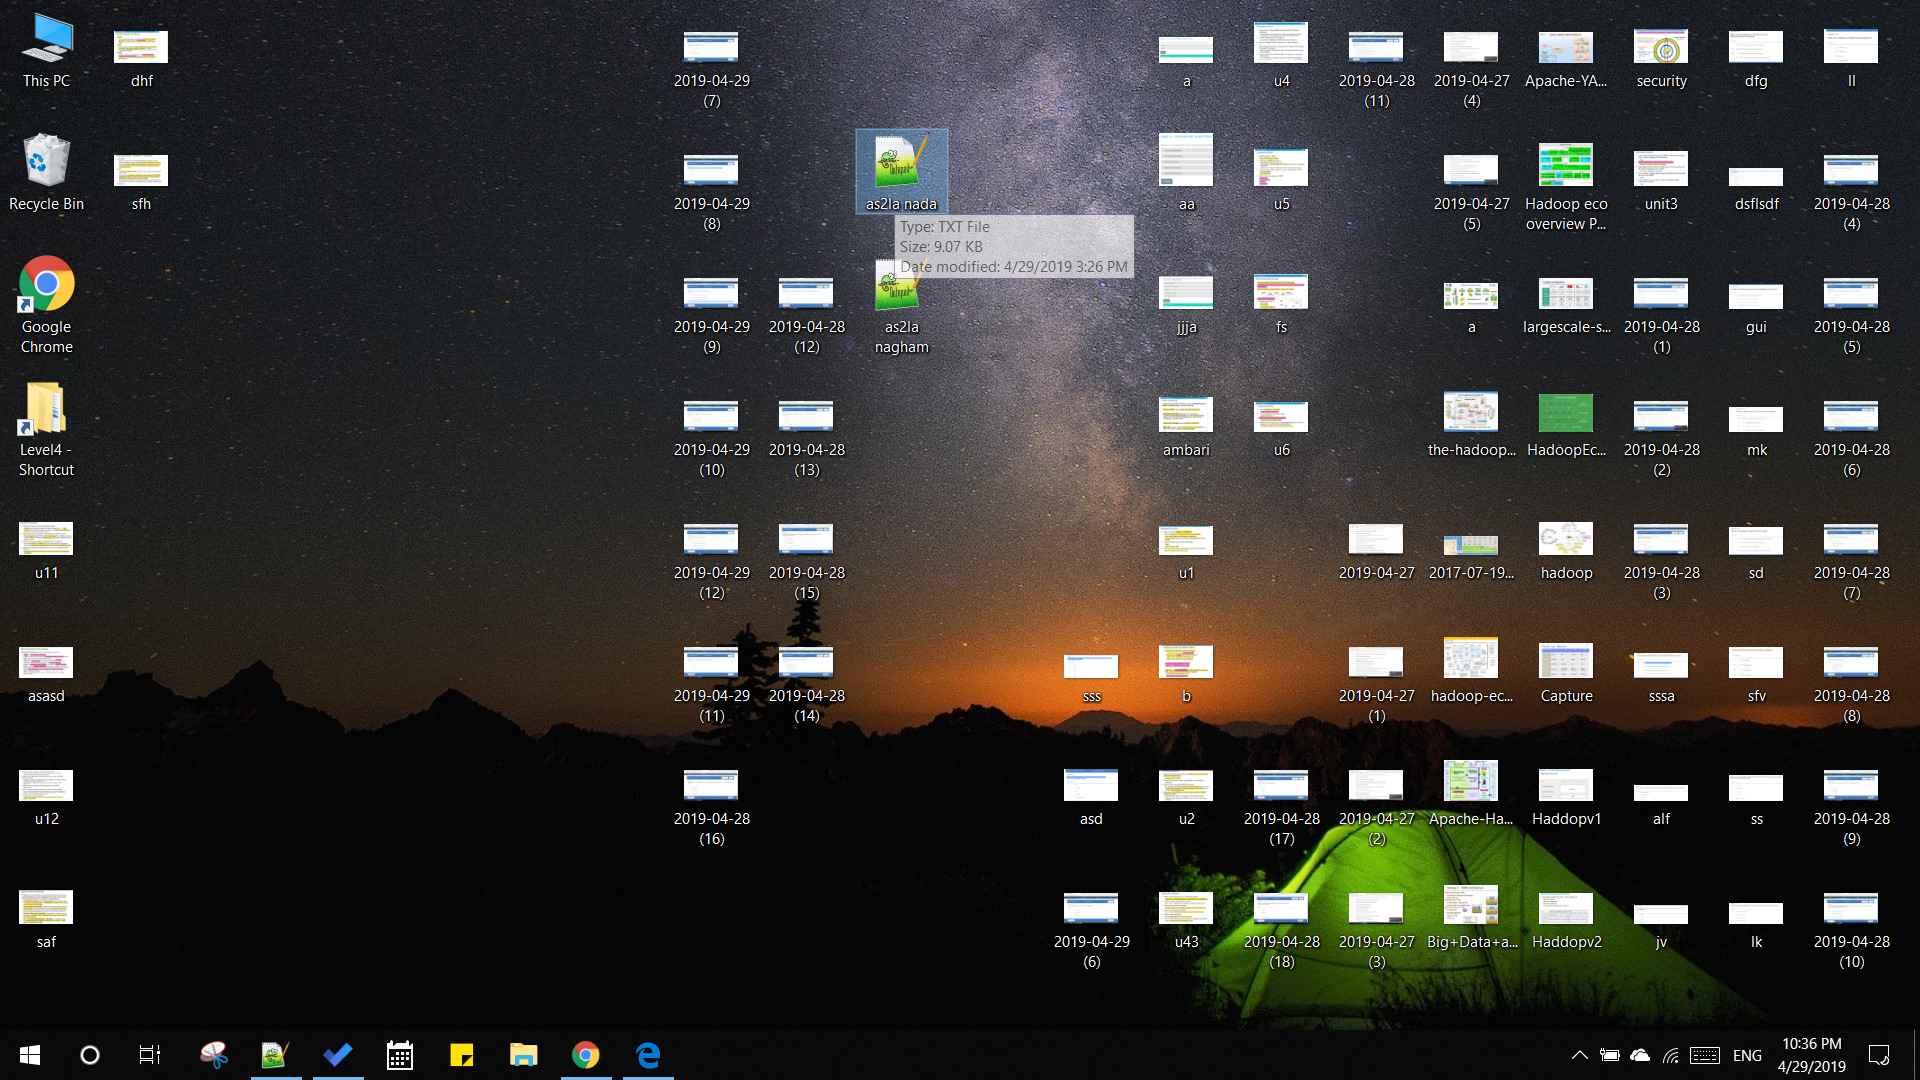 This PC
dhf
2019-04-29
(7)
a
u4
2019-04-28
(11)
2019-04-27
(4)
Apache-YA...
security
dfg
ll
Recycle Bin
sfh
2019-04-29
(8)
as2la nada
aa
u5
2019-04-27
(5)
Hadoop eco
overview P...
unit3
dsflsdf
2019-04-28
(4)
Type: TXT File
Size: 9.07 KB
Date modified: 4/29/2019 3:26 PM
Google
Chrome
2019-04-29
(9)
2019-04-28
(12)
as2la
nagham
jjja
fs
a
largescale-s...
2019-04-28
(1)
gui
2019-04-28
(5)
Level4 -
Shortcut
2019-04-29
(10)
2019-04-28
(13)
ambari
u6
the-hadoop...
HadoopEc...
2019-04-28
(2)
mk
2019-04-28
(6)
u11
2019-04-29
(12)
2019-04-28
(15)
u1
2019-04-27
2017-07-19...
hadoop
2019-04-28
(3)
sd
2019-04-28
(7)
asasd
2019-04-29
(11)
2019-04-28
(14)
sss
b
2019-04-27
(1)
hadoop-ec...
Capture
sssa
sfv
2019-04-28
(8)
u12
2019-04-28
(16)
asd
u2
2019-04-28
(17)
2019-04-27
(2)
Apache-Ha...
Haddopv1
alf
ss
2019-04-28
(9)
saf
2019-04-29
(6)
u43
2019-04-28
(18)
2019-04-27
(3)
Big+Data+a...
Haddopv2
jv
lk
2019-04-28
(10)
ENG
10:36 PM
4/29/2019